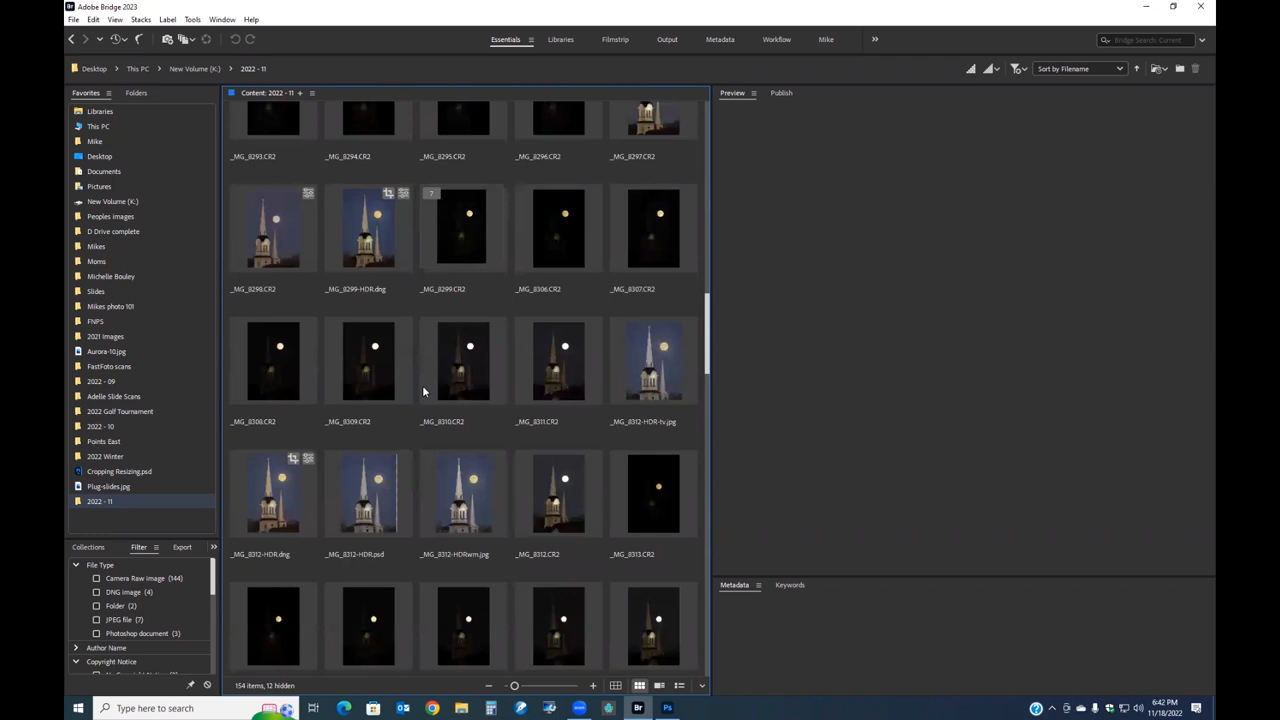 Adobe Bridge 2023
File Edit View Stacks Label Tools Window Help
Essentials Libraries Filmstrip Output Metadata Workflow Mike
Bridge Search: Current
Desktop This PC New Volume (K:) 2022 - 11
Sort by Filename
Favorites Folders
Content: 2022 - 11
Preview Publish
Libraries
This PC
Mike
Desktop
Documents
Pictures
New Volume (K:)
Peoples images
D Drive complete
Mikes
Moms
Michelle Bouley
Slides
Mikes photo 101
FNPS
2021 Images
Aurora-10.jpg
FastFoto scans
2022 - 09
Adelle Slide Scans
2022 Golf Tournament
2022 - 10
Points East
2022 Winter
Cropping Resizing.psd
Plug-slides.jpg
2022 - 11
Collections Filter Export
File Type
Camera Raw image (144)
DNG image (4)
Folder (2)
JPEG file (7)
Photoshop document (3)
Author Name
Copyright Notice
_MG_8293.CR2 _MG_8294.CR2 _MG_8295.CR2 _MG_8296.CR2 _MG_8297.CR2
7
_MG_8298.CR2 _MG_8299-HDR.dng _MG_8299.CR2 _MG_8306.CR2 _MG_8307.CR2
_MG_8308.CR2 _MG_8309.CR2 _MG_8310.CR2 _MG_8311.CR2 _MG_8312-HDR-tv.jpg
_MG_8312-HDR.dng _MG_8312-HDR.psd _MG_8312-HDRwm.jpg _MG_8312.CR2 _MG_8313.CR2
154 items, 12 hidden
Metadata Keywords
Type here to search
Br Ps
6:42 PM
11/18/2022